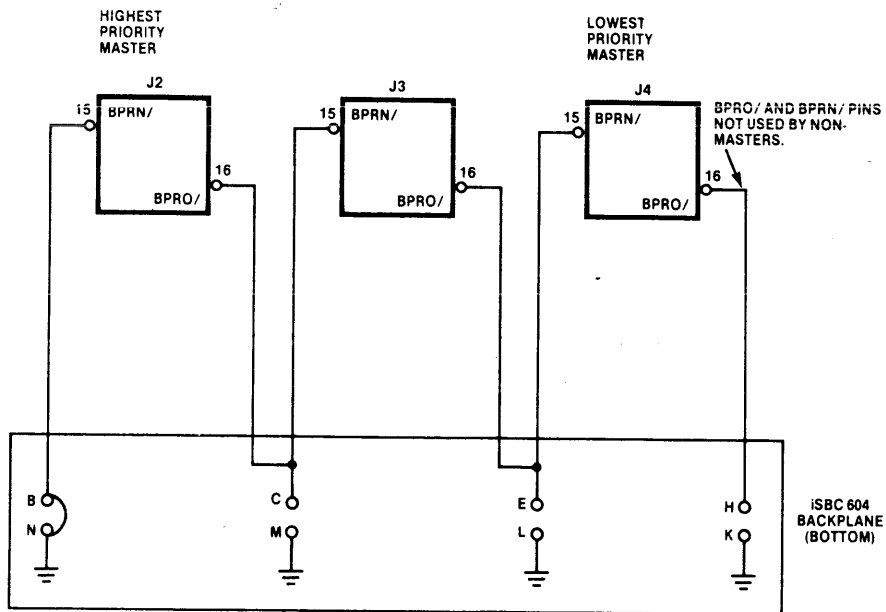 HIGHEST
PRIORITY
MASTER
LOWEST
PRIORITY
MASTER
J2
J3
J4
15
BPRN/
16
BPRO/
15
BPRN/
16
BPRO/
15
BPRN/
16
BPRO/
BPRO/ AND BPRN/ PINS
NOT USED BY NON-
MASTERS.
B
N
C
M
E
L
H
K
iSBC 604
BACKPLANE
(BOTTOM)